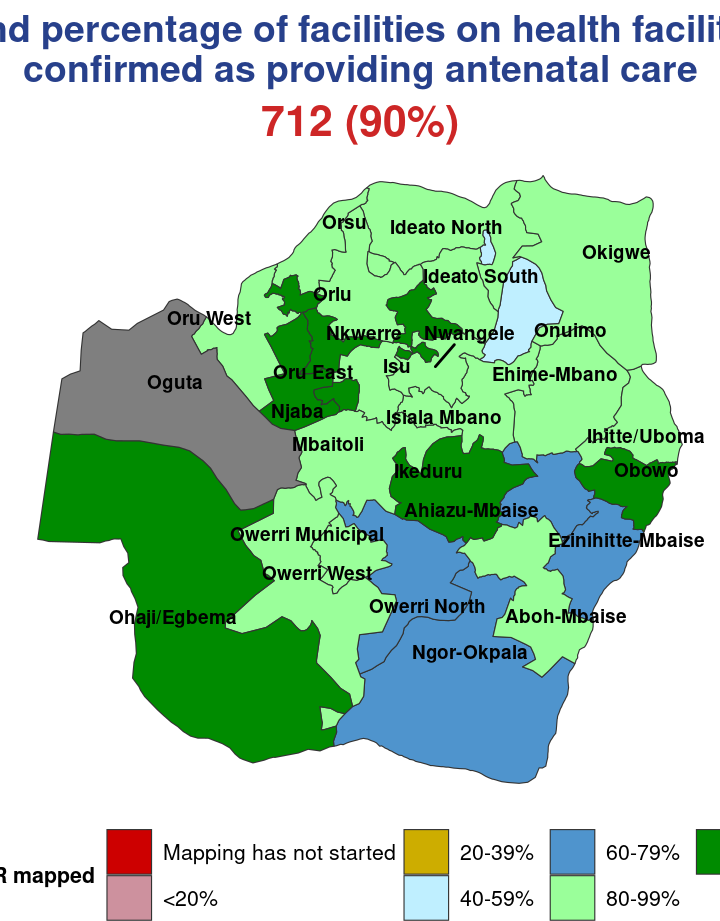 nd percentage of facilities on health facilit
confirmed as providing antenatal care
712 (90%)
Orsu
Ideato North
Okigwe
Ideato South
Orlu
Oru West
Nkwerre
Nwangele
Onuimo
Isu
Oru East
Ehime-Mbano
Oguta
Njaba
Isiala Mbano
Mbaitoli
Ihitte/Uboma
Ikeduru
Obowo
Ahiazu-Mbaise
Owerri Municipal
Ezinihitte-Mbaise
Owerri West
Owerri North
Ohaji/Egbema
Aboh-Mbaise
Ngor-Okpala
R mapped
Mapping has not started
20-39%
60-79%
<20%
40-59%
80-99%